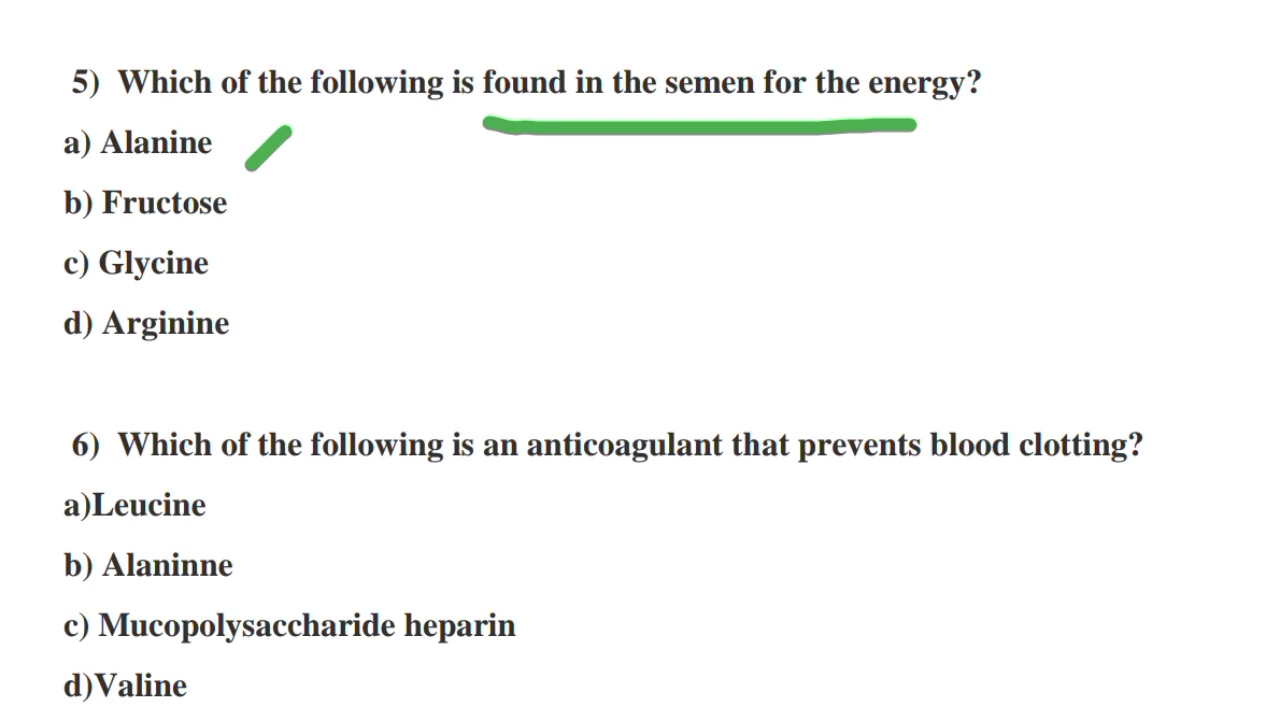 5) Which of the following is found in the semen for the energy?
a) Alanine
b) Fructose
c) Glycine
d) Arginine
6) Which of the following is an anticoagulant that prevents blood clotting?
a)Leucine
b) Alaninne
c) Mucopolysaccharide heparin
d)Valine